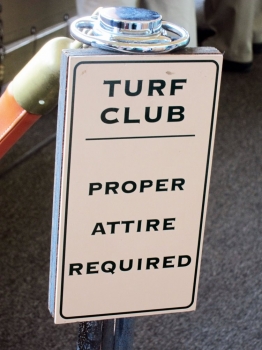 TURF
CLUB
PROPER
ATTIRE
REQUIRED